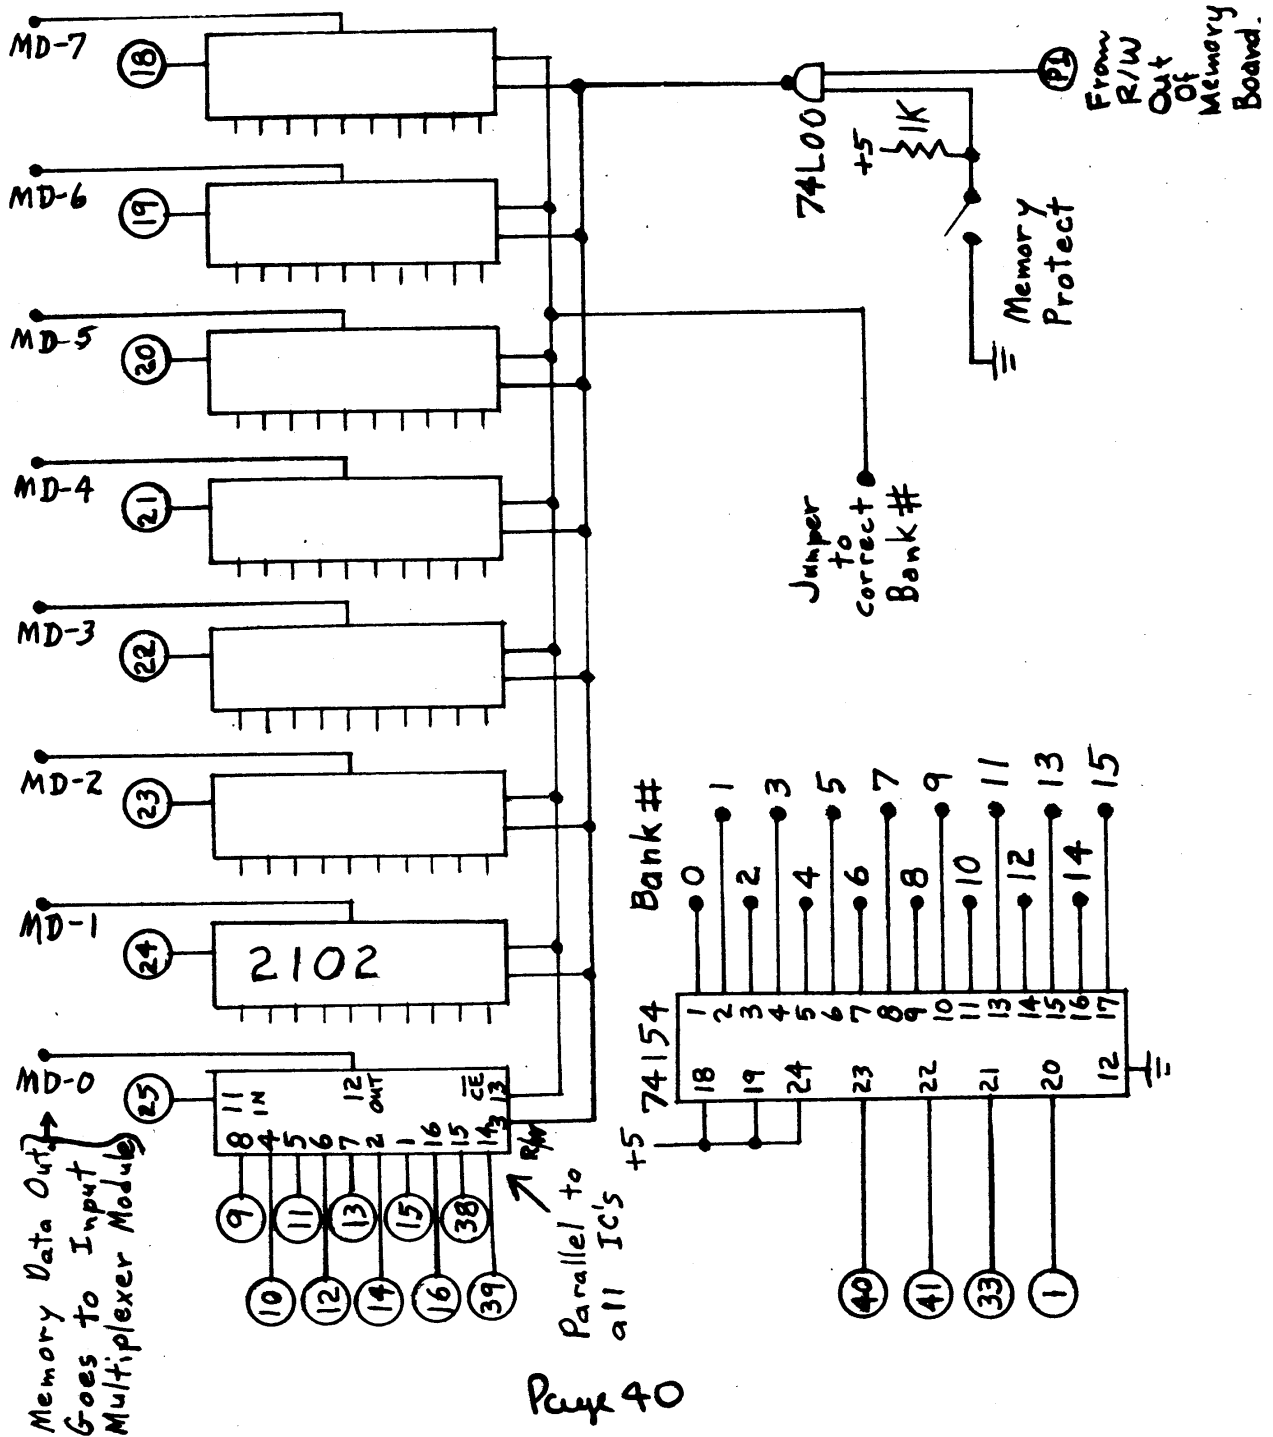 MD-7
18
MD-6
19
MD-5
20
MD-4
21
MD-3
22
MD-2
23
MD-1
24
2102
MD-0
25
11
IN
12
OUT
CE
13
3
R/W
8
4
5
6
7
2
1
16
15
14
9
10
11
12
13
14
15
16
38
39
Memory Data Out
Goes to Input
Multiplexer Module
Parallel to
all IC's
74L00
+5
1K
Memory
Protect
P1
From
R/W
Out
Of
Memory
Board.
Jumper
to
correct
Bank #
Bank #
0
1
2
3
4
5
6
7
8
9
10
11
12
13
14
15
74154
1
2
3
4
5
6
7
8
9
10
11
13
14
15
16
17
18
19
24
23
22
21
20
12
+5
40
41
33
1
Page 40